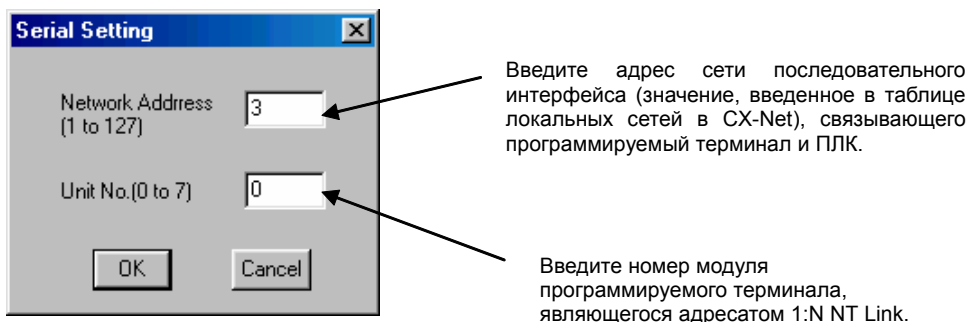 Serial Setting
Network Addrress
(1 to 127)
3
Unit No.(0 to 7)
0
OK
Cancel
Введите адрес сети последовательного
интерфейса (значение, введенное в таблице
локальных сетей в CX-Net), связывающего
программируемый терминал и ПЛК.
Введите номер модуля
программируемого терминала,
являющегося адресатом 1:N NT Link.